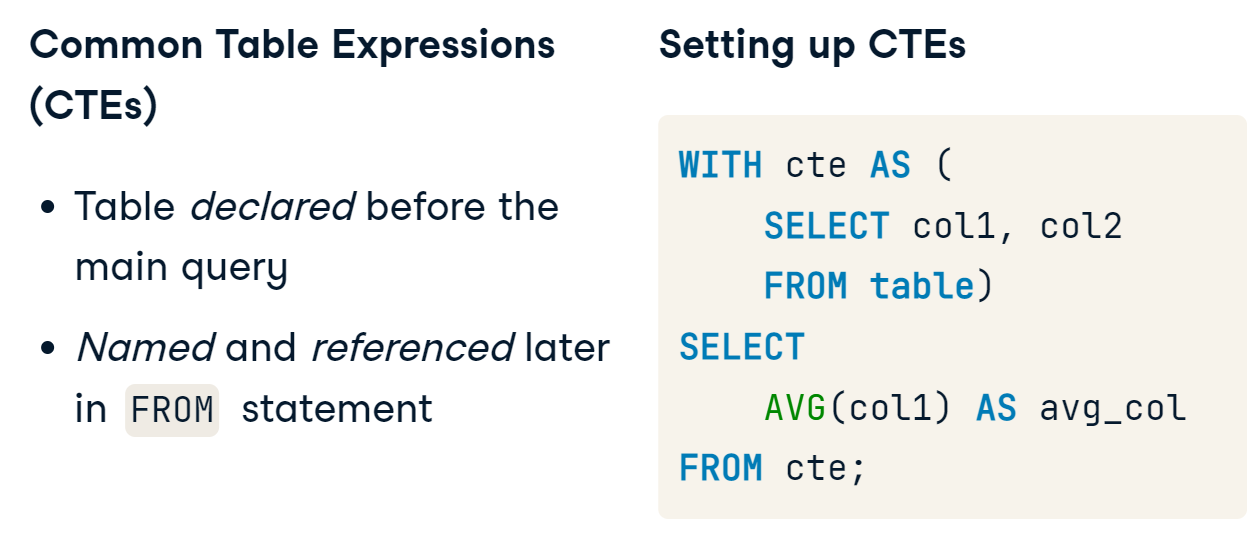 Common Table Expressions
(CTEs)
• Table declared before the
main query
• Named and referenced later
in FROM statement
Setting up CTEs
WITH cte AS (
    SELECT col1, col2
    FROM table)
SELECT
    AVG(col1) AS avg_col
FROM cte;